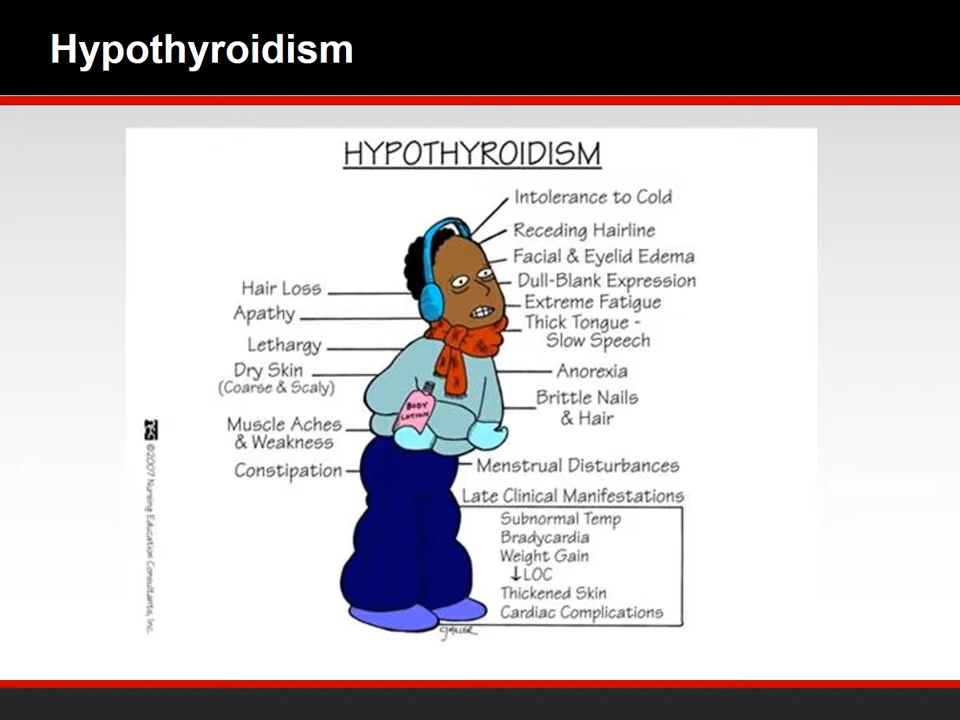 Hypothyroidism
HYPOTHYROIDISM
Intolerance to Cold
Receding Hairline
Facial & Eyelid Edema
Dull-Blank Expression
Extreme Fatigue
Thick Tongue -
Slow Speech
Anorexia
Brittle Nails
& Hair
Menstrual Disturbances
Hair Loss
Apathy
Lethargy
Dry Skin
(Coarse & Scaly)
Muscle Aches
& Weakness
Constipation
BODY
LOTION
Late Clinical Manifestations
Subnormal Temp
Bradycardia
Weight Gain
↓LOC
Thickened Skin
Cardiac Complications
CJMILLER
©2007 Nursing Education Consultants, Inc.